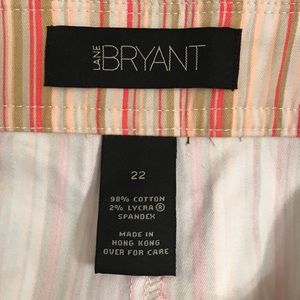 LANE BRYANT
22
98% COTTON
2% LYCRA ®
SPANDEX
MADE IN
HONG KONG
OVER FOR CARE